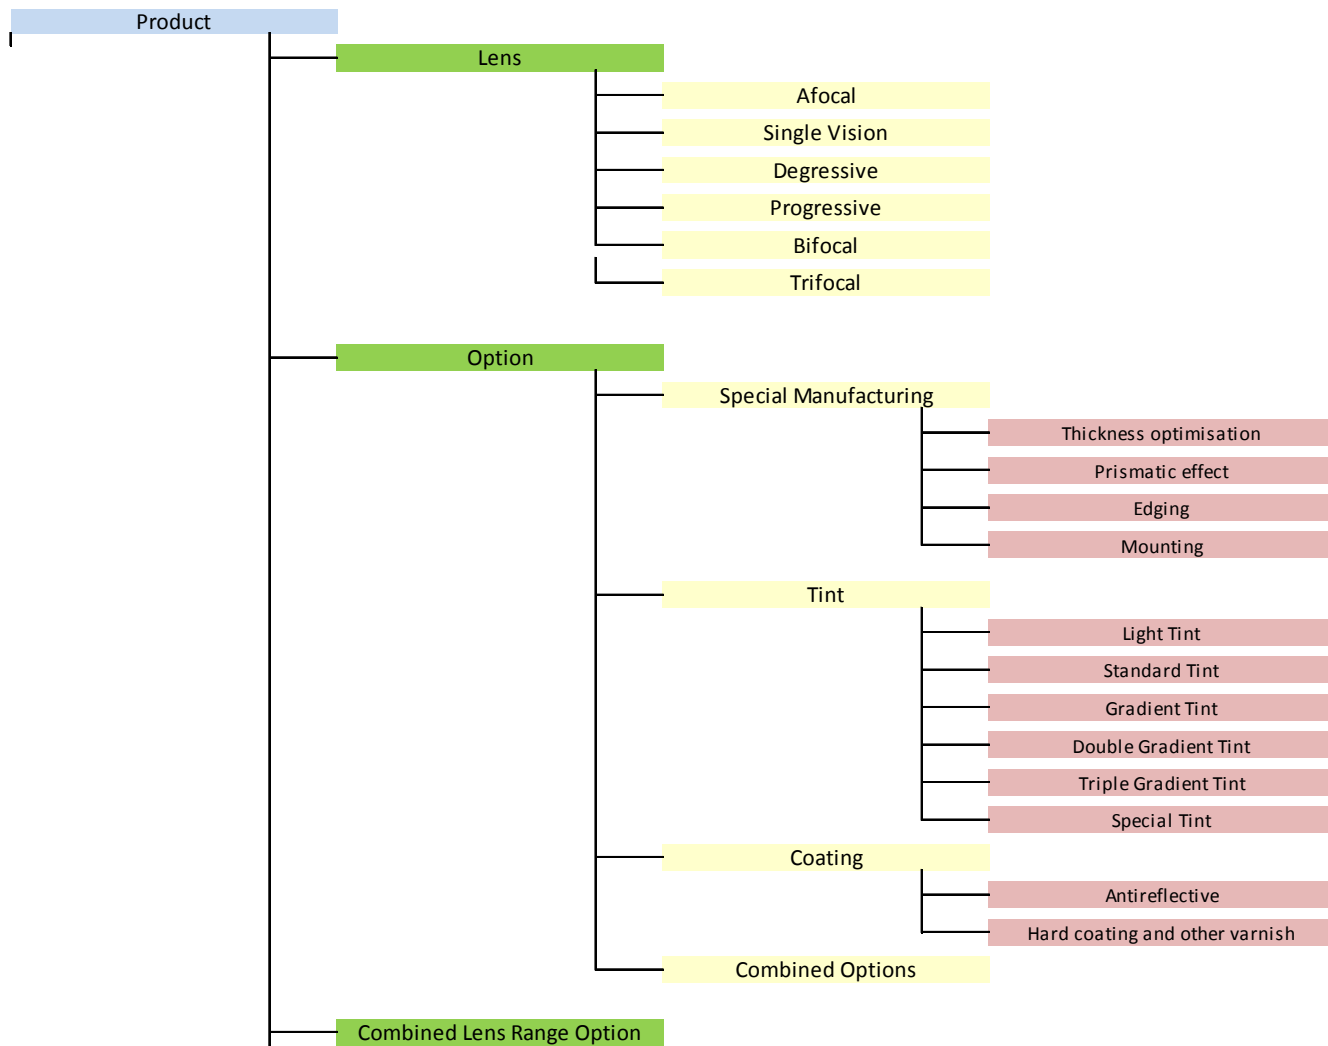 Product
Lens
Afocal
Single Vision
Degressive
Progressive
Bifocal
Trifocal
Option
Special Manufacturing
Thickness optimisation
Prismatic effect
Edging
Mounting
Tint
Light Tint
Standard Tint
Gradient Tint
Double Gradient Tint
Triple Gradient Tint
Special Tint
Coating
Antireflective
Hard coating and other varnish
Combined Options
Combined Lens Range Option